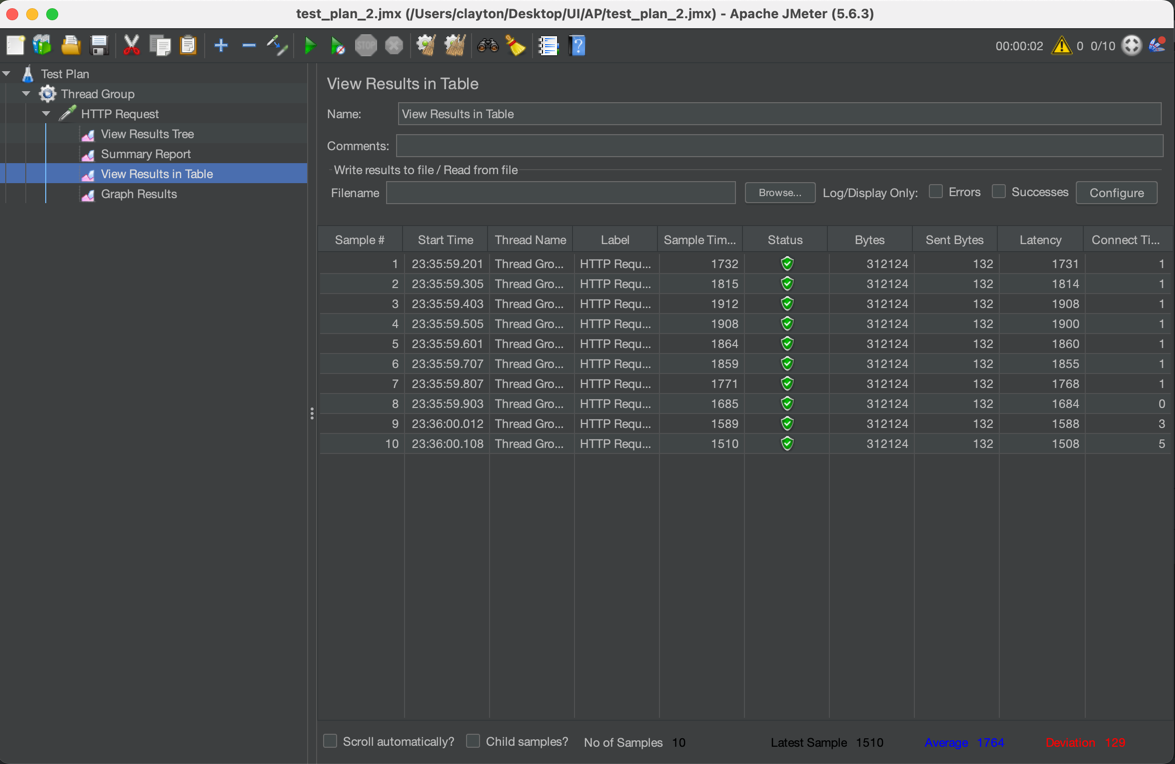 test_plan_2.jmx (/Users/clayton/Desktop/UI/AP/test_plan_2.jmx) - Apache JMeter (5.6.3)
STOP 00:00:02 0 0/10
Test Plan
Thread Group
HTTP Request
View Results Tree
Summary Report
View Results in Table
Graph Results
View Results in Table
Name: View Results in Table
Comments:
Write results to file / Read from file
Filename Browse... Log/Display Only: Errors Successes Configure
Sample # Start Time Thread Name Label Sample Tim... Status Bytes Sent Bytes Latency Connect Ti...
1 23:35:59.201 Thread Gro... HTTP Requ... 1732 312124 132 1731 1
2 23:35:59.305 Thread Gro... HTTP Requ... 1815 312124 132 1814 1
3 23:35:59.403 Thread Gro... HTTP Requ... 1912 312124 132 1908 1
4 23:35:59.505 Thread Gro... HTTP Requ... 1908 312124 132 1900 1
5 23:35:59.601 Thread Gro... HTTP Requ... 1864 312124 132 1860 1
6 23:35:59.707 Thread Gro... HTTP Requ... 1859 312124 132 1855 1
7 23:35:59.807 Thread Gro... HTTP Requ... 1771 312124 132 1768 1
8 23:35:59.903 Thread Gro... HTTP Requ... 1685 312124 132 1684 0
9 23:36:00.012 Thread Gro... HTTP Requ... 1589 312124 132 1588 3
10 23:36:00.108 Thread Gro... HTTP Requ... 1510 312124 132 1508 5
Scroll automatically? Child samples? No of Samples 10 Latest Sample 1510 Average 1764 Deviation 129